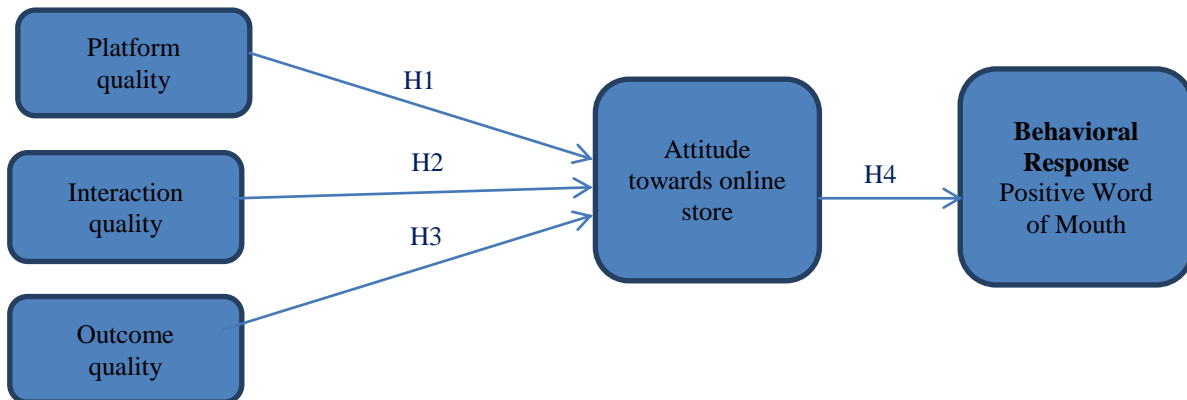 Platform
quality
H1
Interaction
quality
H2
Outcome
quality
H3
Attitude
towards online
store
H4
Behavioral
Response
Positive Word
of Mouth